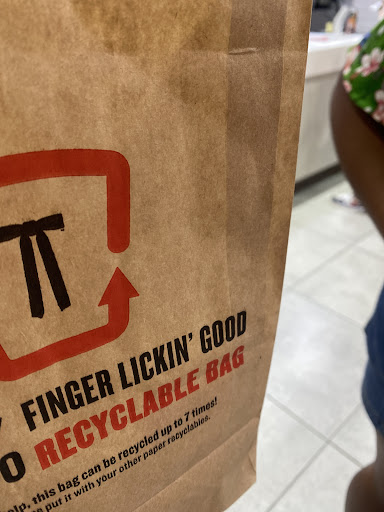 FINGER LICKIN' GOOD
O RECYCLABLE BAG
elp, this bag can be recycled up to 7 times!
n put it with your other paper recyclables.